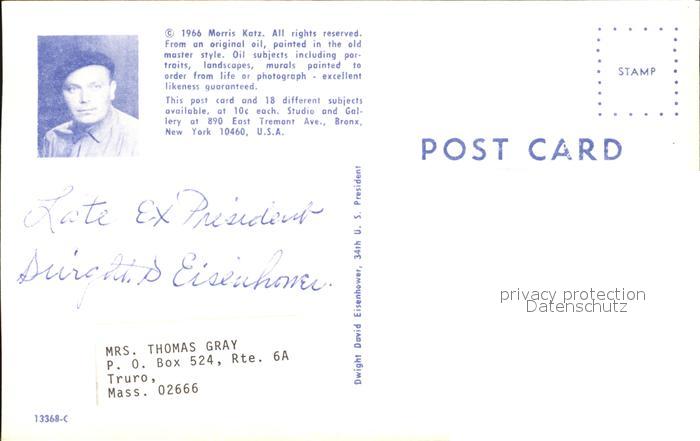 © 1966 Morris Katz. All rights reserved.
From an original oil, painted in the old
master style. Oil subjects including por-
traits, landscapes, murals painted to
order from life or photograph - excellent
likeness guaranteed.
This post card and 18 different subjects
available, at 10c each. Studio and Gal-
lery at 890 East Tremont Ave., Bronx,
New York 10460, U.S.A.
STAMP
POST CARD
Late Ex President
Dwight. D Eisenhower.
Dwight David Eisenhower, 34th U. S. President
privacy protection
Datenschutz
MRS. THOMAS GRAY
P. O. Box 524, Rte. 6A
Truro,
Mass. 02666
13368-C